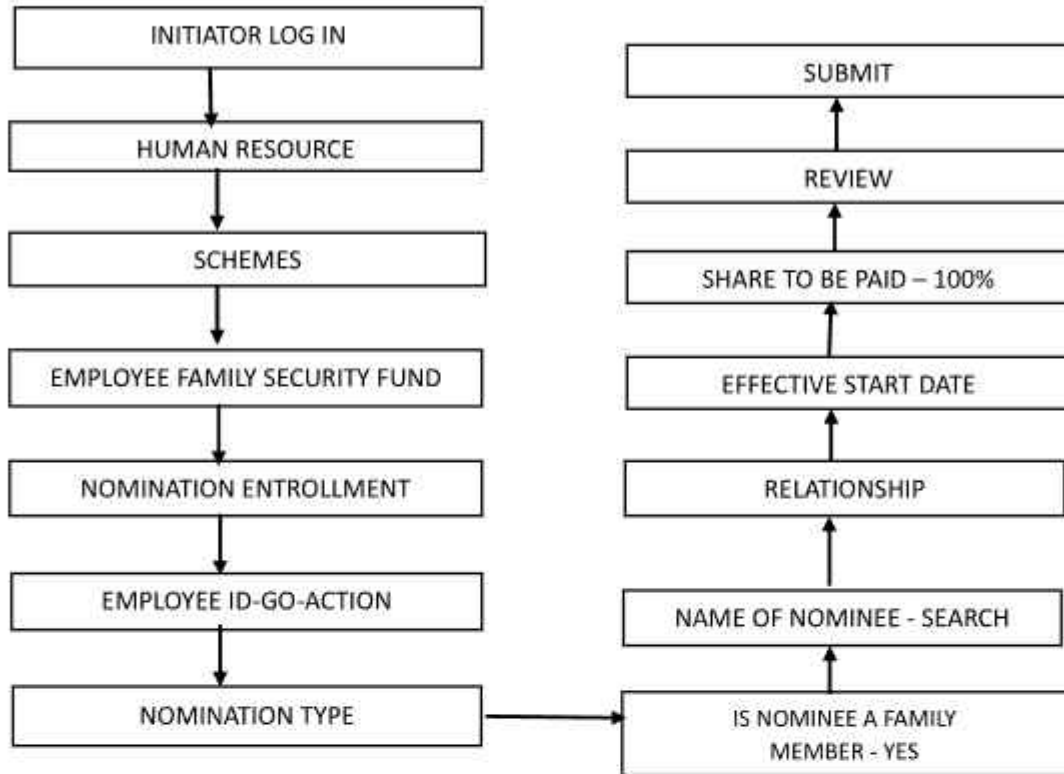 INITIATOR LOG IN
HUMAN RESOURCE
SCHEMES
EMPLOYEE FAMILY SECURITY FUND
NOMINATION ENTROLLMENT
EMPLOYEE ID-GO-ACTION
NOMINATION TYPE
IS NOMINEE A FAMILY
MEMBER - YES
NAME OF NOMINEE - SEARCH
RELATIONSHIP
EFFECTIVE START DATE
SHARE TO BE PAID – 100%
REVIEW
SUBMIT